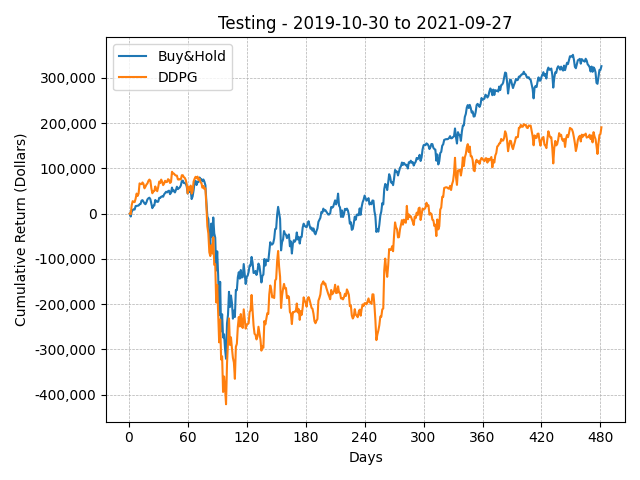 Testing - 2019-10-30 to 2021-09-27
Buy&Hold
DDPG
Cumulative Return (Dollars)
300,000
200,000
100,000
0
-100,000
-200,000
-300,000
-400,000
0 60 120 180 240 300 360 420 480
Days